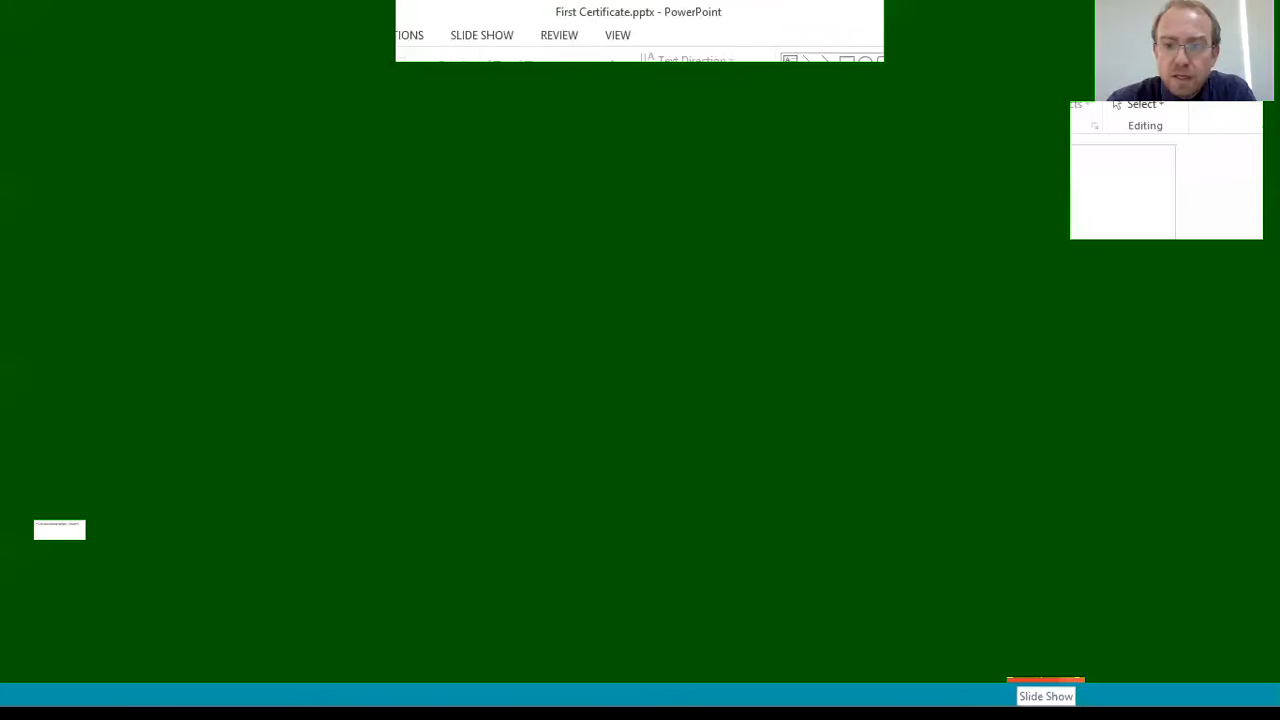 First Certificate.pptx - PowerPoint
TIONS SLIDE SHOW REVIEW VIEW
Text Direction
Select
Editing
Slide Show